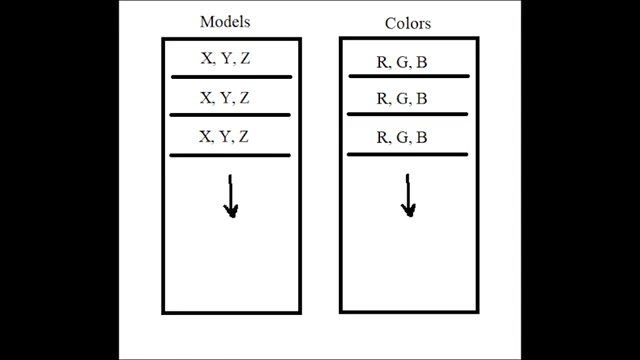 Models
X, Y, Z
X, Y, Z
X, Y, Z
Colors
R, G, B
R, G, B
R, G, B